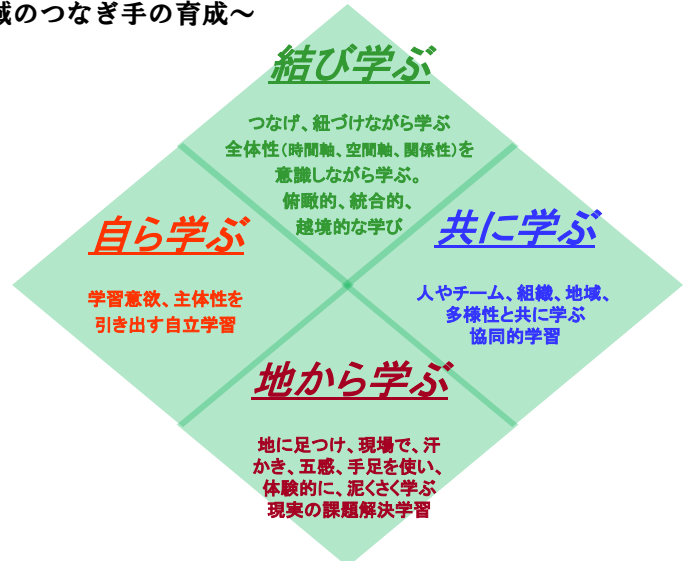 域のつなぎ手の育成～
結び学ぶ
つなげ、紐づけながら学ぶ
全体性(時間軸、空間軸、関係性)を
意識しながら学ぶ。
俯瞰的、統合的、
越境的な学び
自ら学ぶ
学習意欲、主体性を
引き出す自立学習
共に学ぶ
人やチーム、組織、地域、
多様性と共に学ぶ
協同的学習
地から学ぶ
地に足つけ、現場で、汗
かき、五感、手足を使い、
体験的に、泥くさく学ぶ
現実の課題解決学習